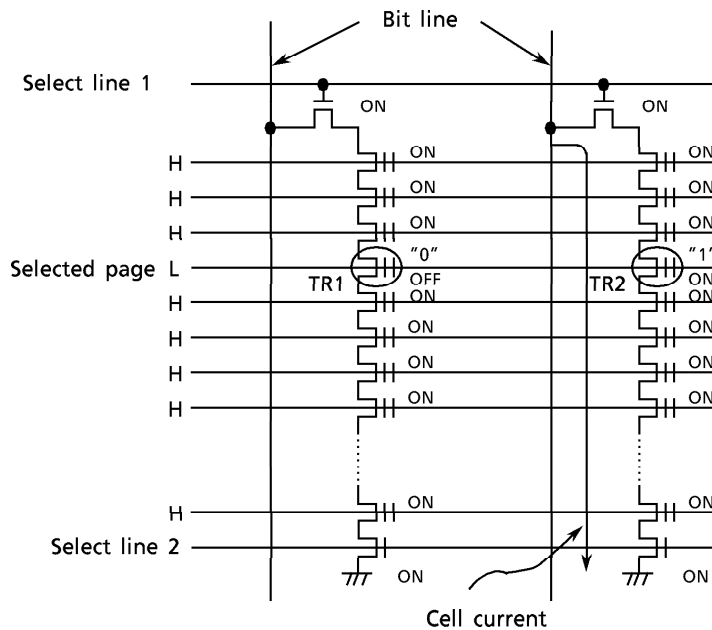 Bit line
Select line 1
ON
ON
H
ON
ON
H
ON
ON
H
ON
ON
Selected page L
"0"
"1"
TR1
OFF
TR2
ON
H
ON
ON
H
ON
ON
H
ON
ON
H
ON
ON
H
ON
ON
Select line 2
ON
ON
Cell current